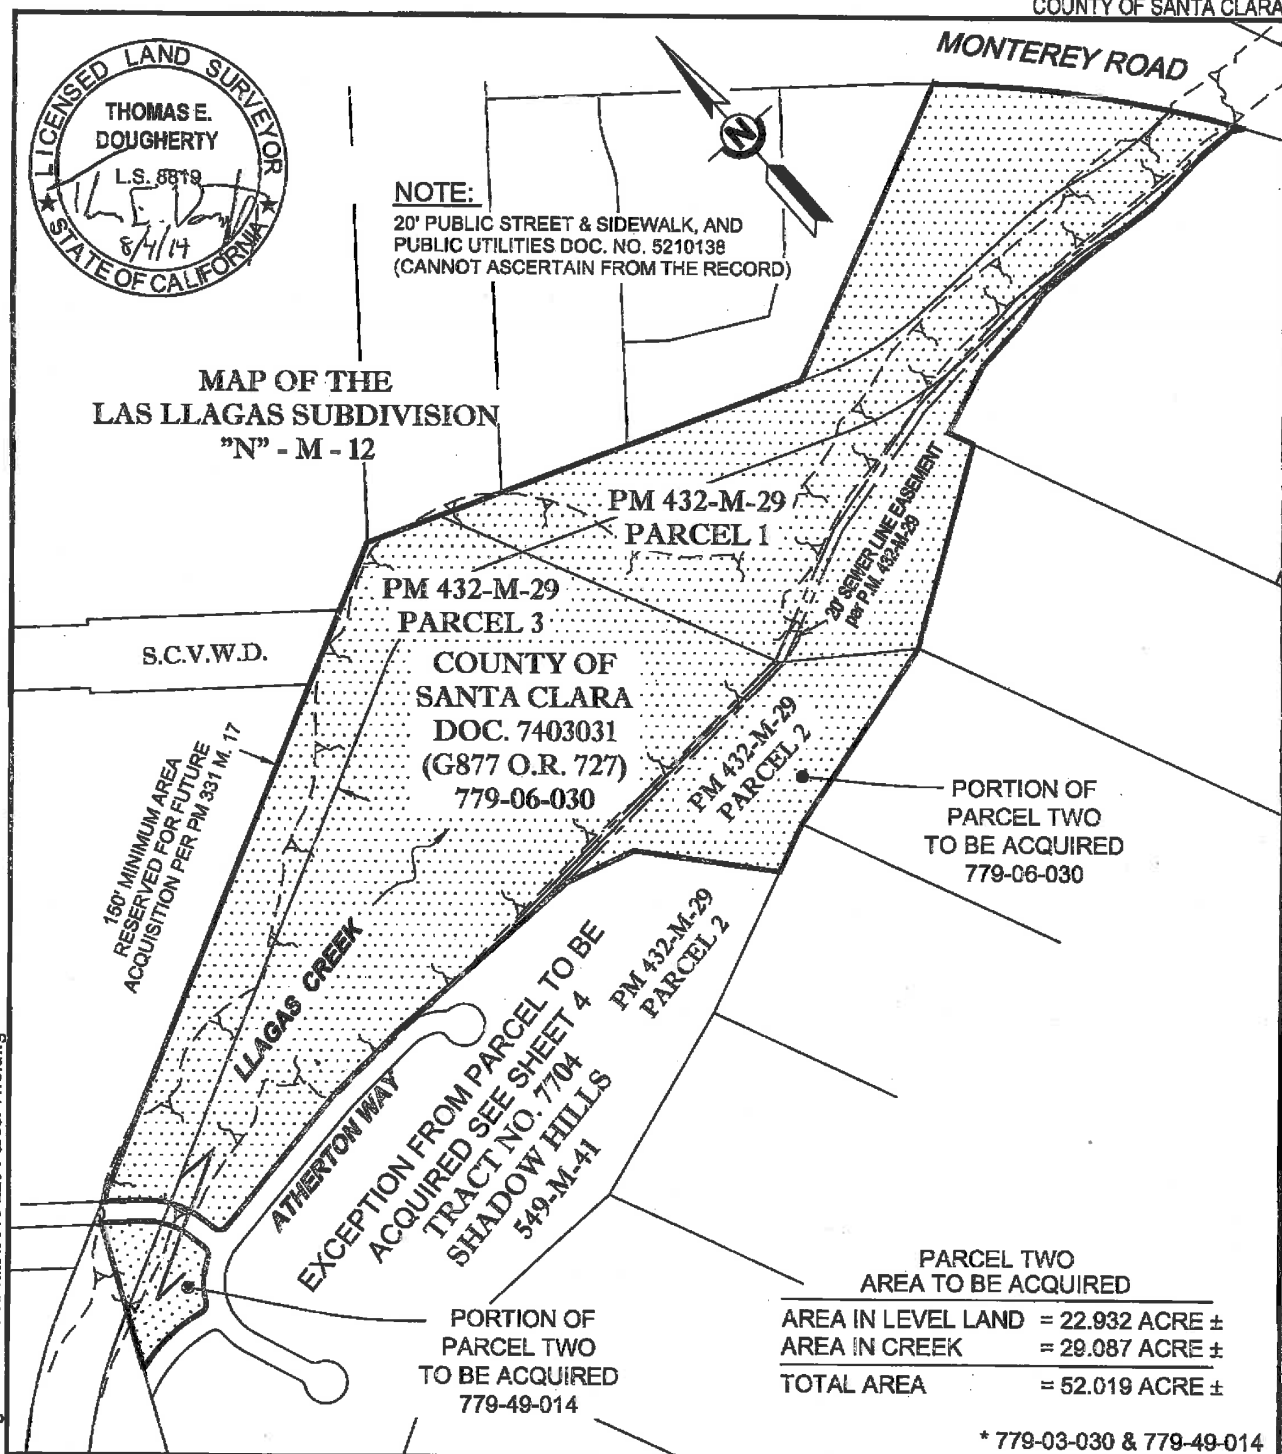 COUNTY OF SANTA CLARA
MONTEREY ROAD
LICENSED LAND SURVEYOR
THOMAS E.
DOUGHERTY
L.S. 8819
8/4/14
STATE OF CALIFORNIA
N
NOTE:
20' PUBLIC STREET & SIDEWALK, AND
PUBLIC UTILITIES DOC. NO. 5210138
(CANNOT ASCERTAIN FROM THE RECORD)
MAP OF THE
LAS LLAGAS SUBDIVISION
"N" - M - 12
PM 432-M-29
PARCEL 1
20' SEWER LINE EASEMENT
per P.M. 432-M-29
PM 432-M-29
PARCEL 3
S.C.V.W.D.
COUNTY OF
SANTA CLARA
DOC. 7403031
(G877 O.R. 727)
779-06-030
PM 432-M-29
PARCEL 2
150' MINIMUM AREA
RESERVED FOR FUTURE
ACQUISITION PER PM 331 M. 17
PORTION OF
PARCEL TWO
TO BE ACQUIRED
779-06-030
LLAGAS CREEK
PM 432-M-29
PARCEL 2
ATHERTON WAY
EXCEPTION FROM PARCEL TO BE
ACQUIRED SEE SHEET 4
TRACT NO. 7704
SHADOW HILLS
549-M-41
PORTION OF
PARCEL TWO
TO BE ACQUIRED
779-49-014
PARCEL TWO
AREA TO BE ACQUIRED
AREA IN LEVEL LAND = 22.932 ACRE ±
AREA IN CREEK = 29.087 ACRE ±
TOTAL AREA = 52.019 ACRE ±
* 779-03-030 & 779-49-014